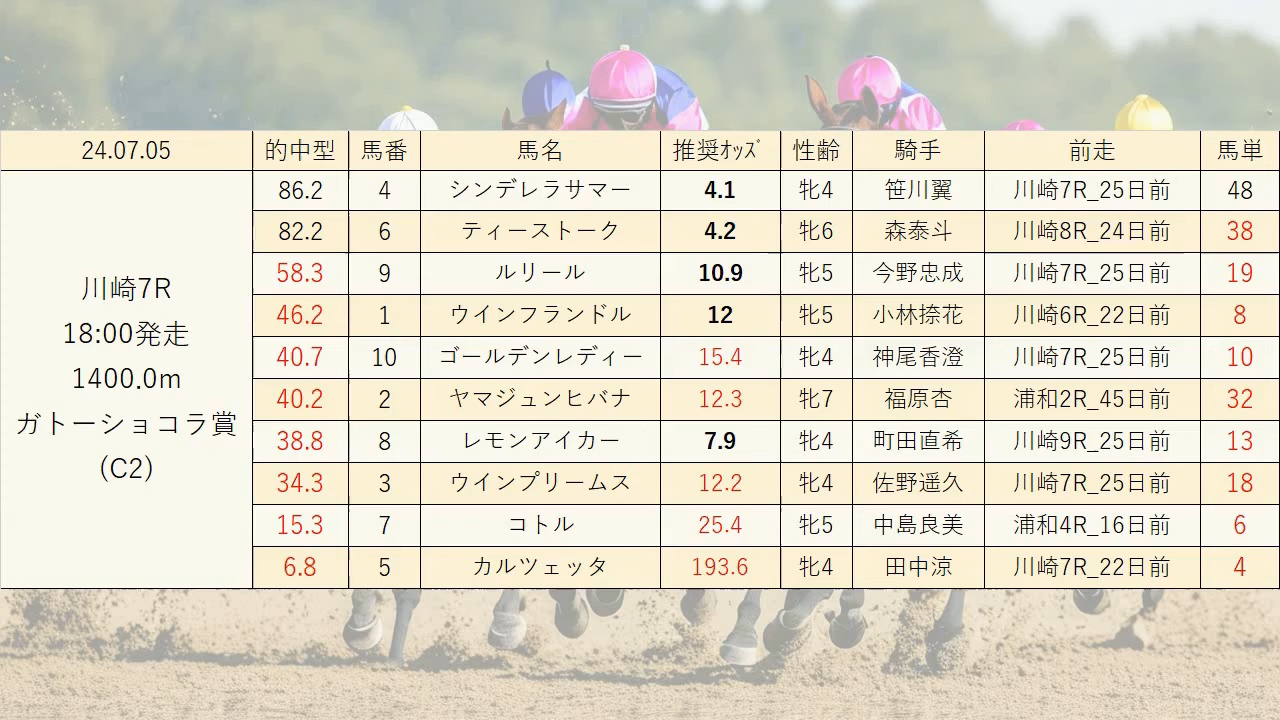 24.07.05 的中型 馬番 馬名 推奨ｵｯｽﾞ 性齢 騎手 前走 馬単
川崎7R
18:00発走
1400.0m
ガトーショコラ賞
(C2)
86.2 4 シンデレラサマー 4.1 牝4 笹川翼 川崎7R_25日前 48
82.2 6 ティーストーク 4.2 牝6 森泰斗 川崎8R_24日前 38
58.3 9 ルリール 10.9 牝5 今野忠成 川崎7R_25日前 19
46.2 1 ウインフランドル 12 牝5 小林捺花 川崎6R_22日前 8
40.7 10 ゴールデンレディー 15.4 牝4 神尾香澄 川崎7R_25日前 10
40.2 2 ヤマジュンヒバナ 12.3 牝7 福原杏 浦和2R_45日前 32
38.8 8 レモンアイカー 7.9 牝4 町田直希 川崎9R_25日前 13
34.3 3 ウインプリームス 12.2 牝4 佐野遥久 川崎7R_25日前 18
15.3 7 コトル 25.4 牝5 中島良美 浦和4R_16日前 6
6.8 5 カルツェッタ 193.6 牝4 田中涼 川崎7R_22日前 4